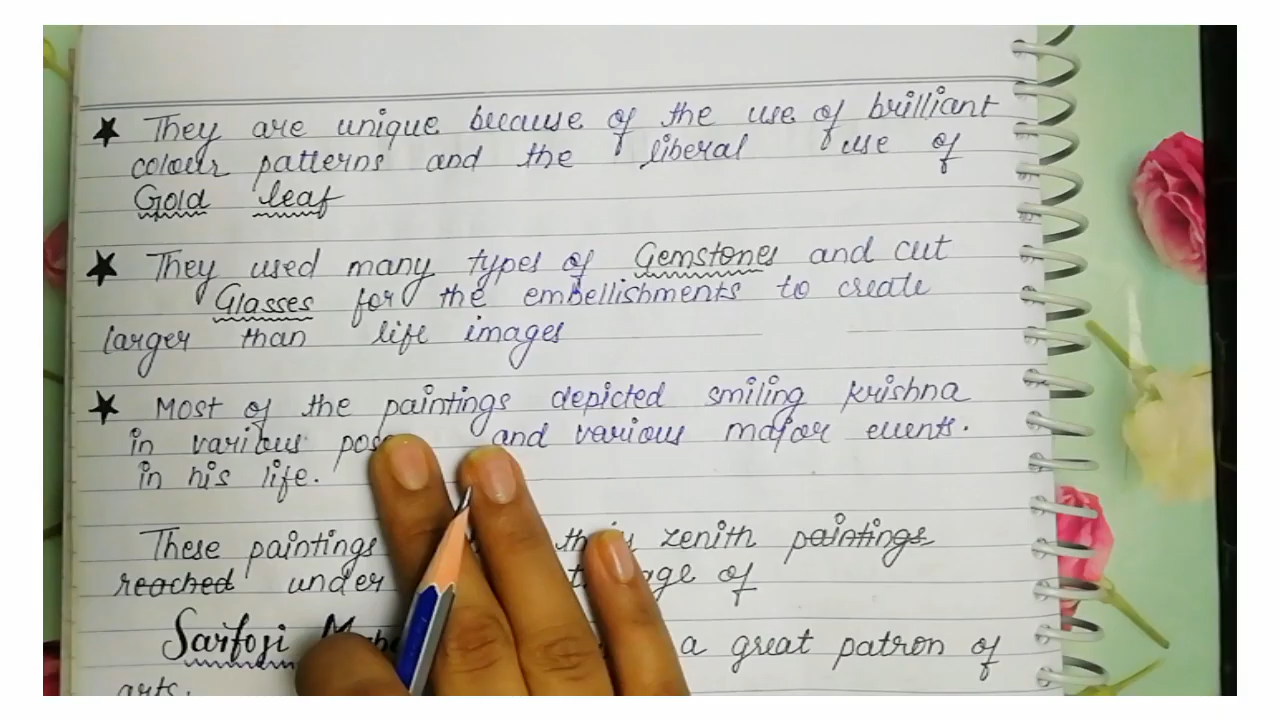 ★ They are unique because of the use of brilliant
colour patterns and the liberal use of
Gold leaf
★ They used many types of Gemstones and cut
Glasses for the embellishments to create
larger than life images
★ Most of the paintings depicted smiling krishna
in various and various major events.
in his life.
These paintings zenith paintings
reached under of
Sarfoji a great patron of
arts.